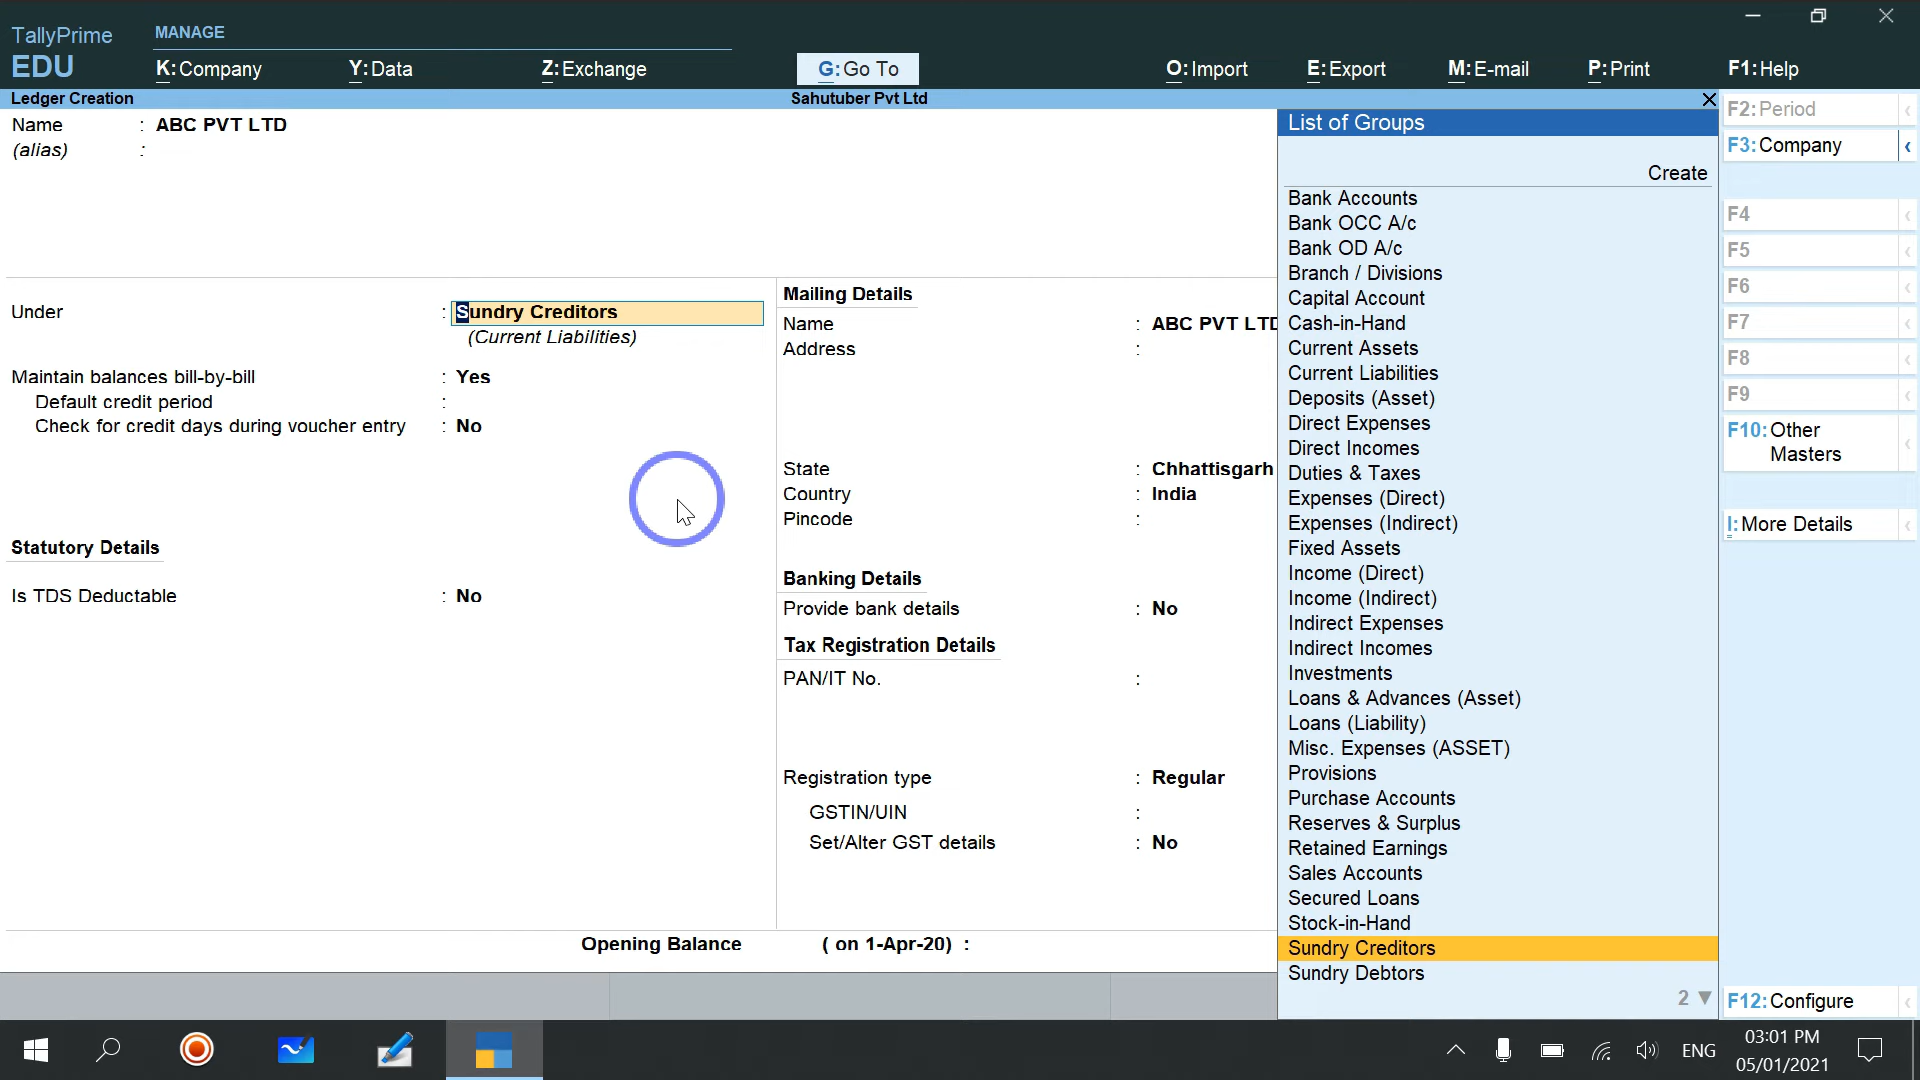 TallyPrime
EDU
MANAGE
K:Company
Y:Data
Z:Exchange
G:Go To
O:Import
E:Export
M:E-mail
P:Print
F1:Help
Ledger Creation
Sahutuber Pvt Ltd
Name : ABC PVT LTD
(alias) :
Under : Sundry Creditors
(Current Liabilities)
Maintain balances bill-by-bill : Yes
Default credit period :
Check for credit days during voucher entry : No
Statutory Details
Is TDS Deductable : No
Mailing Details
Name : ABC PVT LTD
Address :
State : Chhattisgarh
Country : India
Pincode :
Banking Details
Provide bank details : No
Tax Registration Details
PAN/IT No. :
Registration type : Regular
GSTIN/UIN :
Set/Alter GST details : No
Opening Balance ( on 1-Apr-20) :
List of Groups
Create
Bank Accounts
Bank OCC A/c
Bank OD A/c
Branch / Divisions
Capital Account
Cash-in-Hand
Current Assets
Current Liabilities
Deposits (Asset)
Direct Expenses
Direct Incomes
Duties & Taxes
Expenses (Direct)
Expenses (Indirect)
Fixed Assets
Income (Direct)
Income (Indirect)
Indirect Expenses
Indirect Incomes
Investments
Loans & Advances (Asset)
Loans (Liability)
Misc. Expenses (ASSET)
Provisions
Purchase Accounts
Reserves & Surplus
Retained Earnings
Sales Accounts
Secured Loans
Stock-in-Hand
Sundry Creditors
Sundry Debtors
2 ▼
F2:Period
F3:Company
F4
F5
F6
F7
F8
F9
F10:Other
Masters
I:More Details
F12:Configure
ENG
03:01 PM
05/01/2021